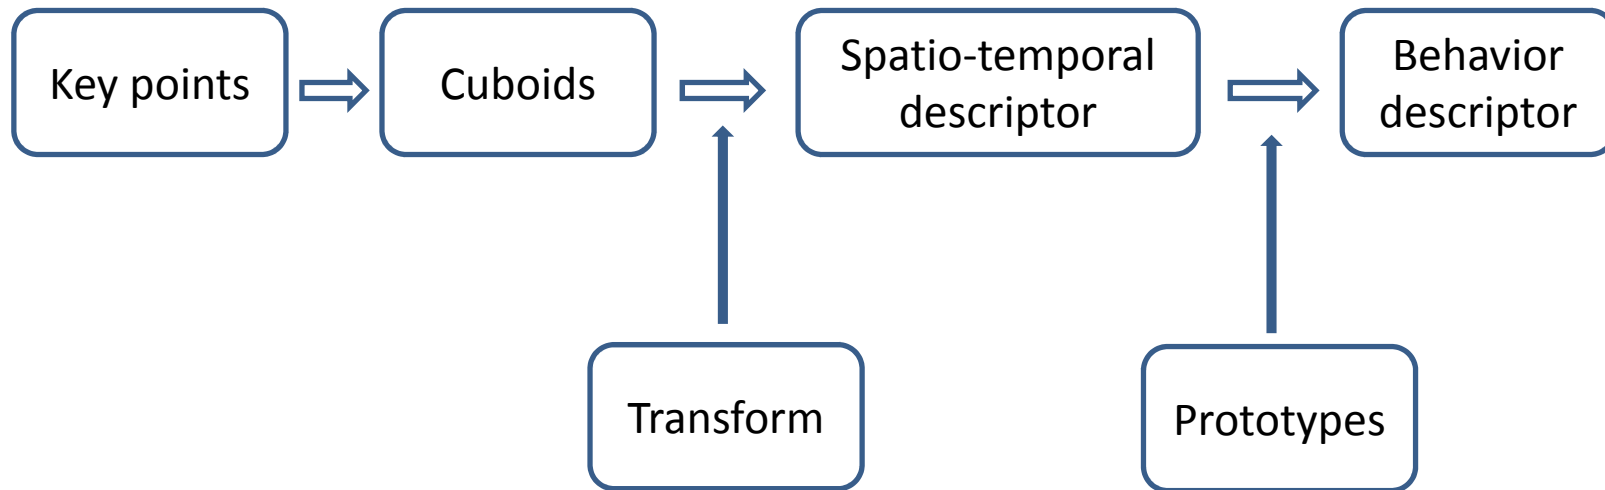 Key points
Cuboids
Spatio-temporal
descriptor
Behavior
descriptor
Transform
Prototypes